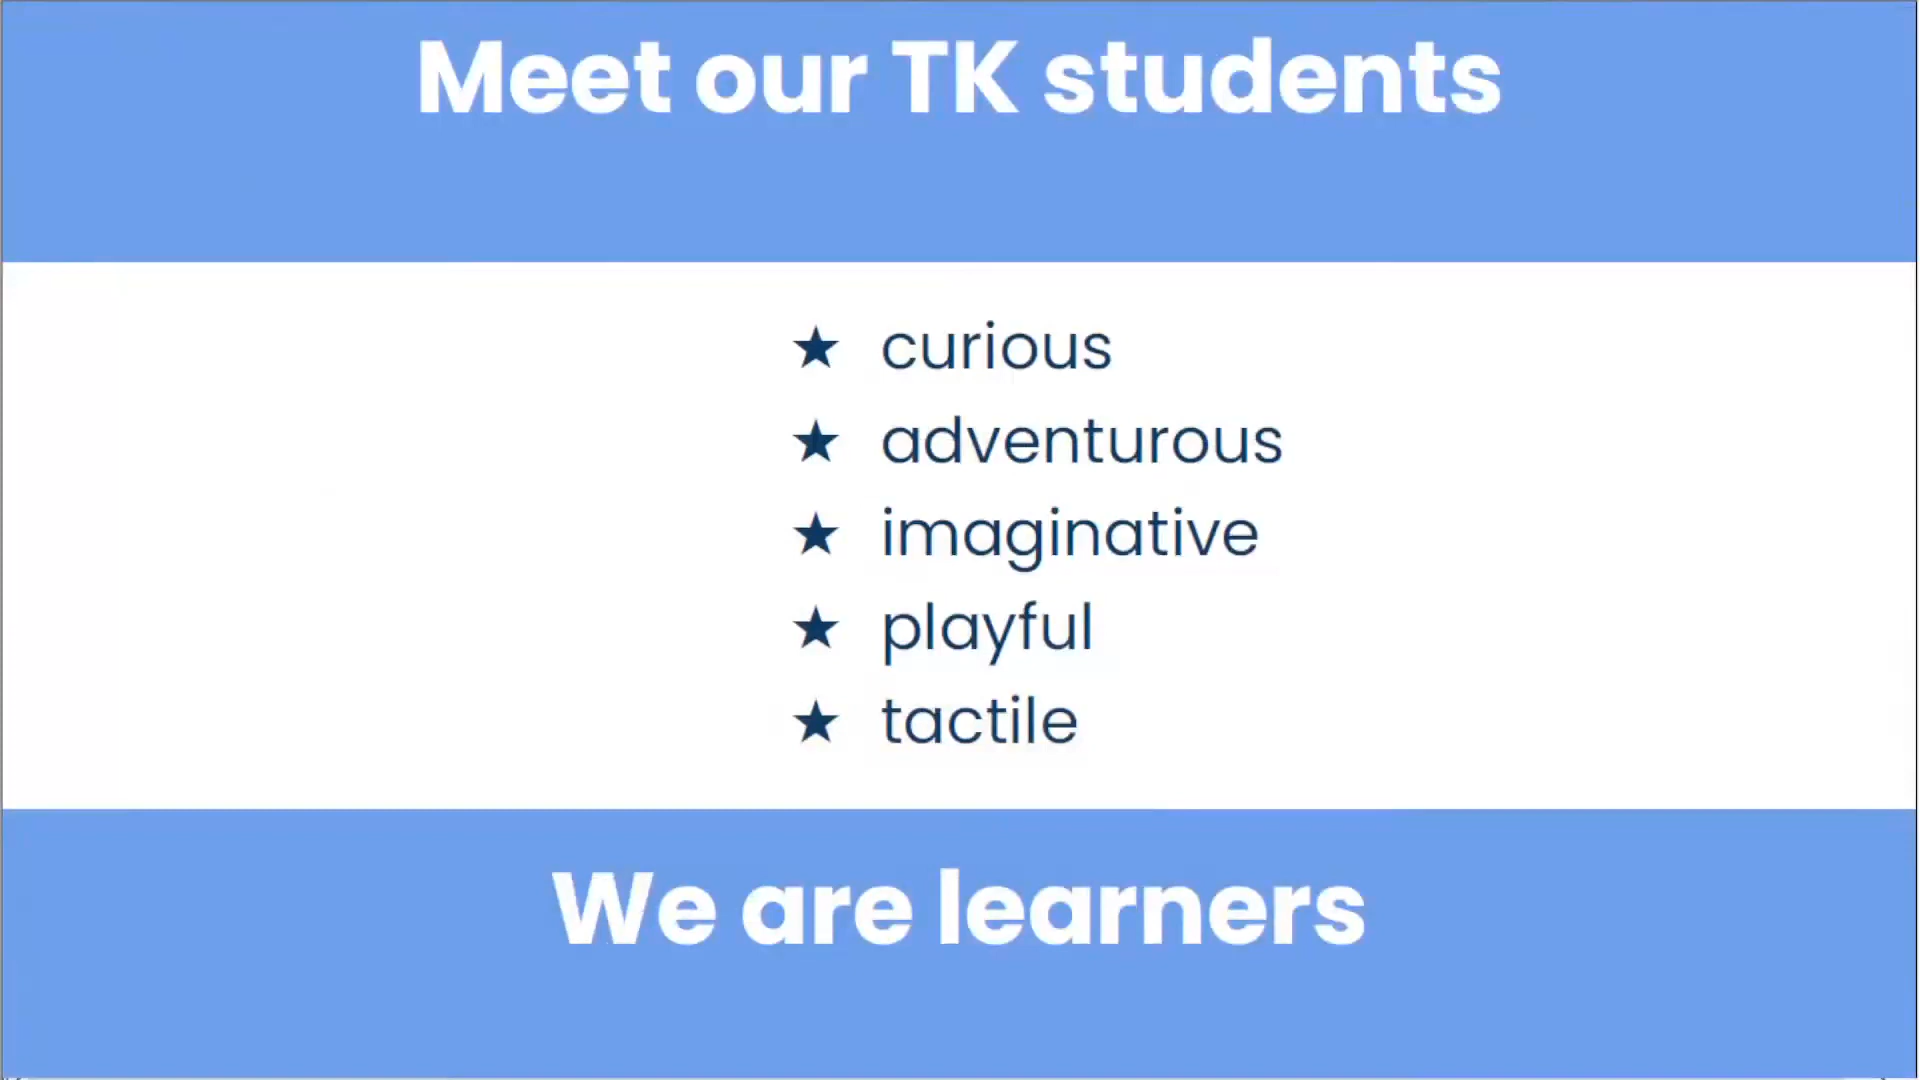 Meet our TK students
★ curious
★ adventurous
★ imaginative
★ playful
★ tactile
We are learners